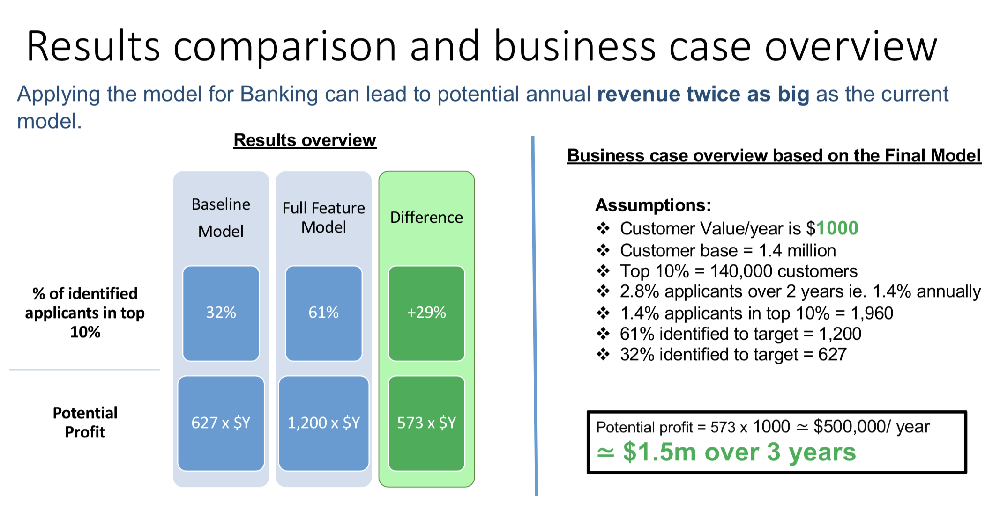 Results comparison and business case overview
Applying the model for Banking can lead to potential annual revenue twice as big as the current
model.
Results overview
Baseline
Model
Full Feature
Model
Difference
% of identified
applicants in top
10%
32%
61%
+29%
Potential
Profit
627 x $Y
1,200 x $Y
573 x $Y
Business case overview based on the Final Model
Assumptions:
❖ Customer Value/year is $1000
❖ Customer base = 1.4 million
❖ Top 10% = 140,000 customers
❖ 2.8% applicants over 2 years ie. 1.4% annually
❖ 1.4% applicants in top 10% = 1,960
❖ 61% identified to target = 1,200
❖ 32% identified to target = 627
Potential profit = 573 x 1000 ≃ $500,000/ year
≃ $1.5m over 3 years